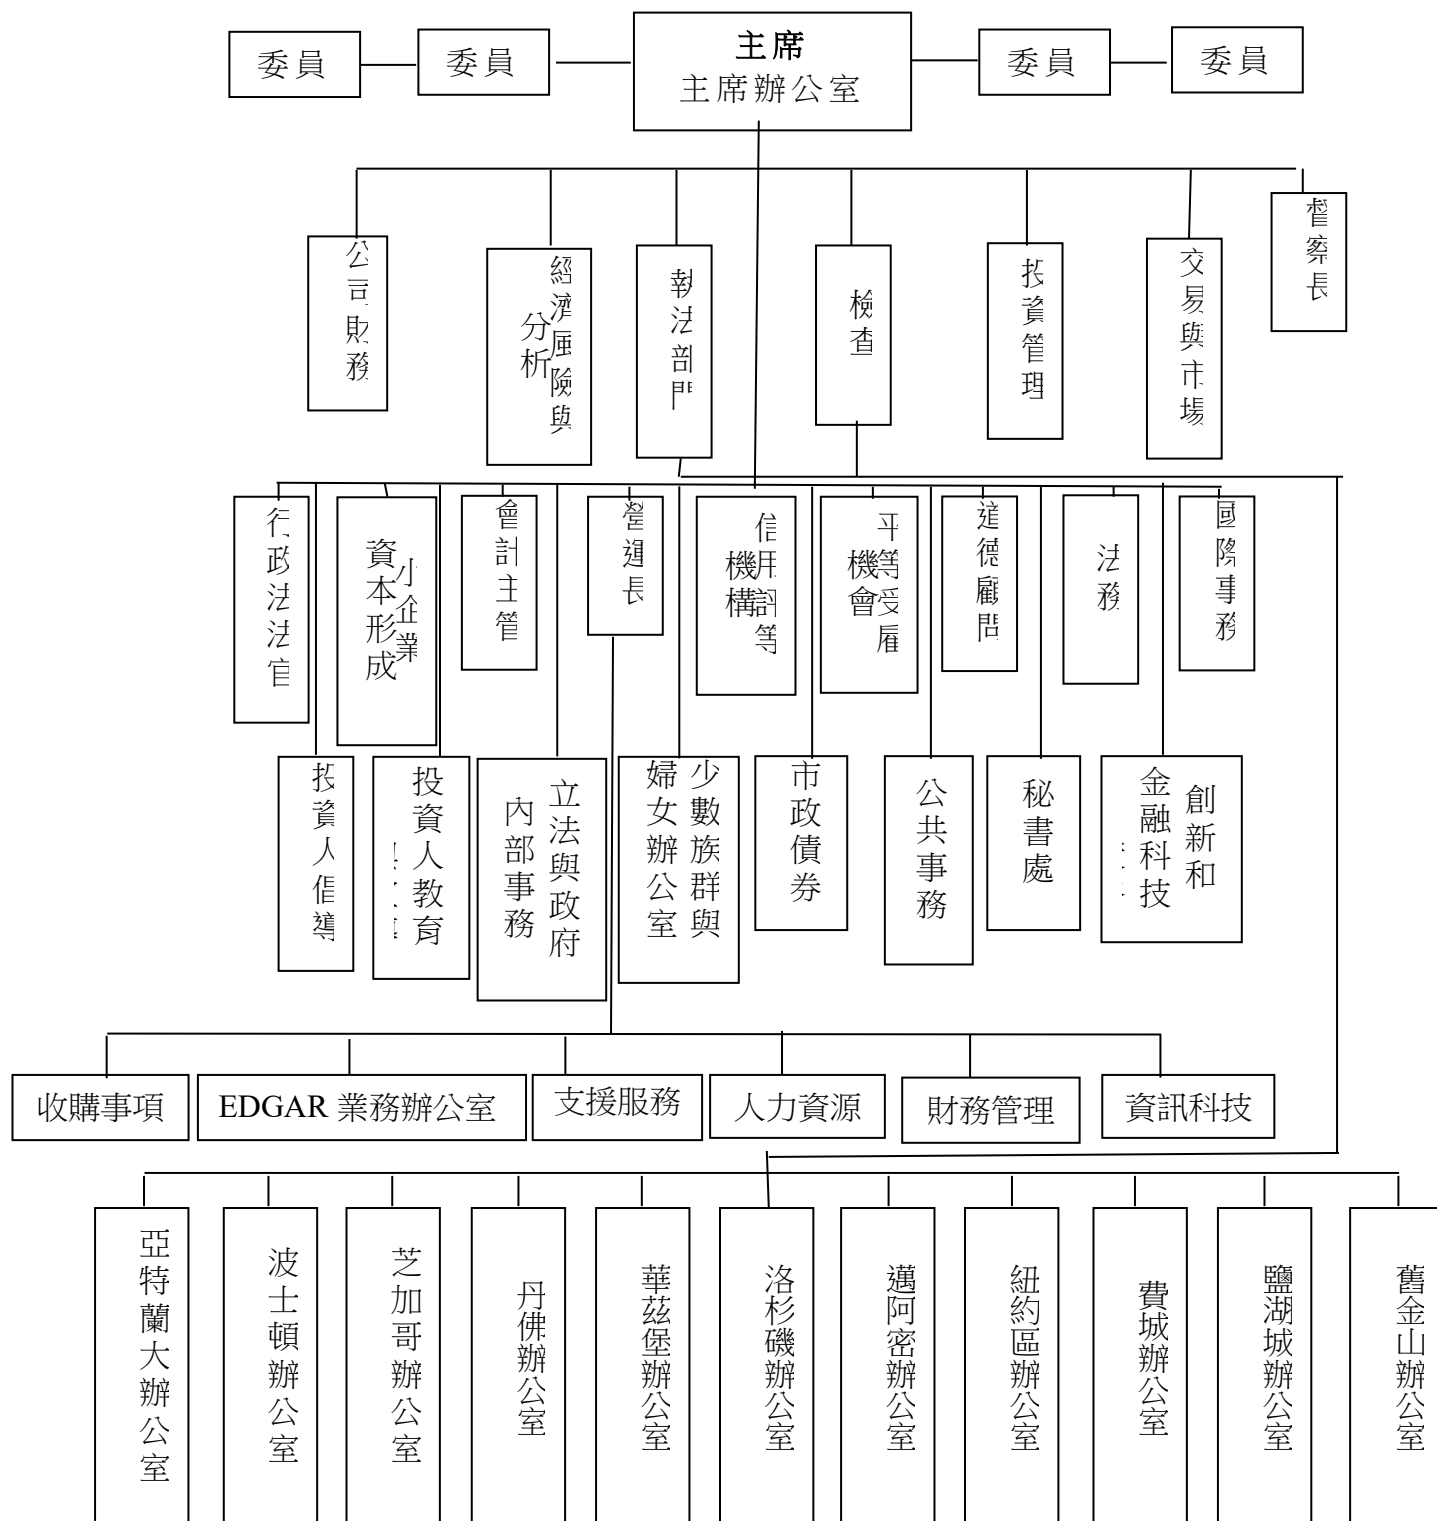 委員
委員
主席
主席辦公室
委員
委員
公司財務
經濟風險與
分析
執法部門
檢查
投資管理
交易與市場
督察長
行政法法官
小企業
資本形成
會計主管
營運長
信用評等
機構
平等受雇
機會
道德顧問
法務
國際事務
投資人倡導
投資人教育
立法與政府
內部事務
少數族群與
婦女辦公室
市政債券
公共事務
秘書處
創新和
金融科技
收購事項
EDGAR 業務辦公室
支援服務
人力資源
財務管理
資訊科技
亞特蘭大辦公室
波士頓辦公室
芝加哥辦公室
丹佛辦公室
華茲堡辦公室
洛杉磯辦公室
邁阿密辦公室
紐約區辦公室
費城辦公室
鹽湖城辦公室
舊金山辦公室